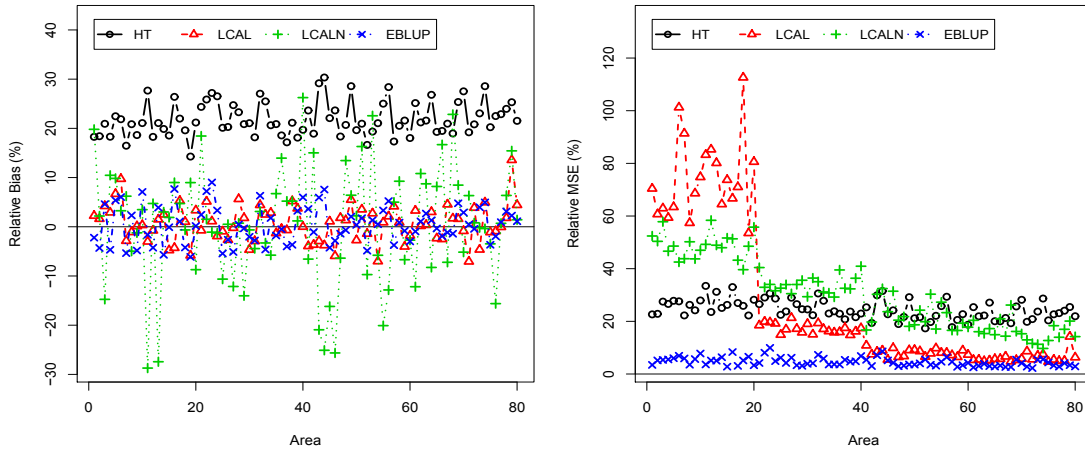 HT LCAL LCALN EBLUP
Relative Bias (%)
40
30
20
10
0
−10
−20
−30
0 20 40 60 80
Area
HT LCAL LCALN EBLUP
Relative MSE (%)
120
100
80
60
40
20
0
0 20 40 60 80
Area